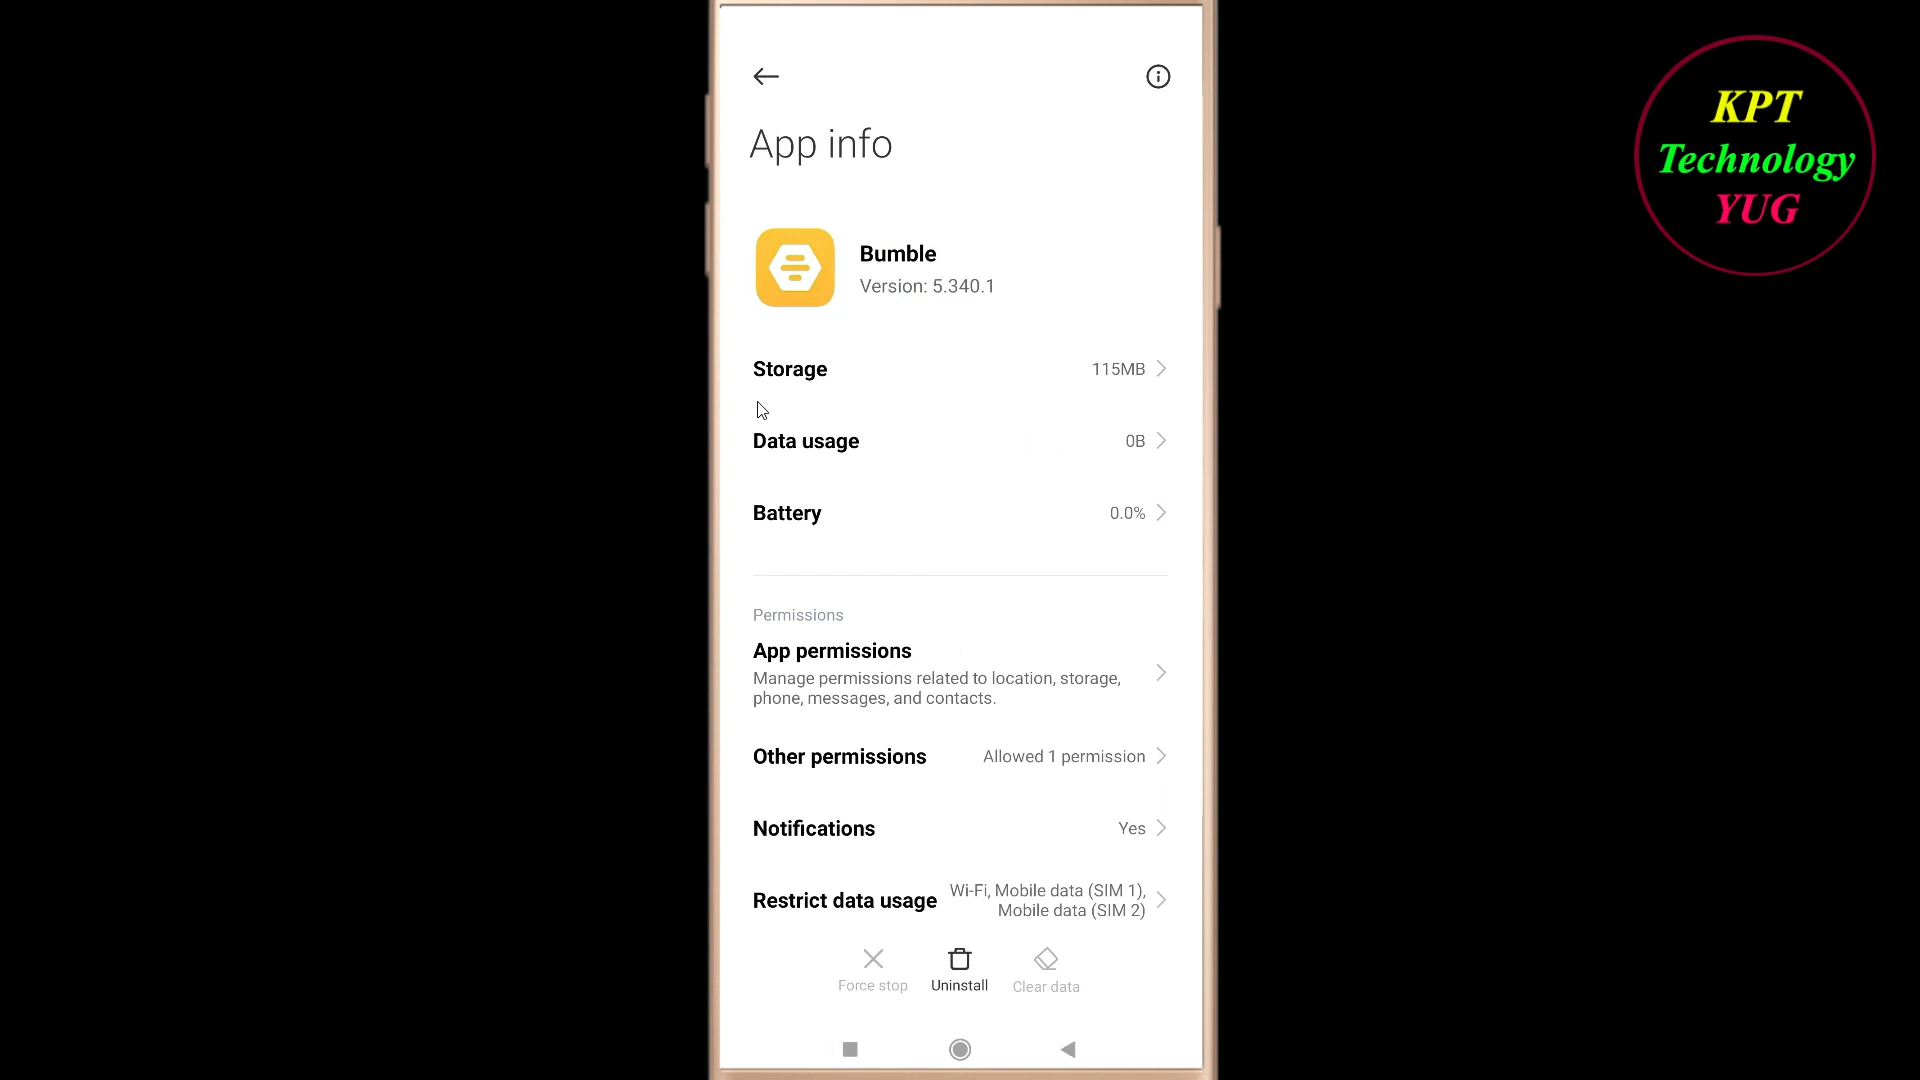 App info
Bumble
Version: 5.340.1
Storage 115MB
Data usage 0B
Battery 0.0%
Permissions
App permissions
Manage permissions related to location, storage,
phone, messages, and contacts.
Other permissions Allowed 1 permission
Notifications Yes
Restrict data usage Wi-Fi, Mobile data (SIM 1),
Mobile data (SIM 2)
Force stop Uninstall Clear data
KPT
Technology
YUG